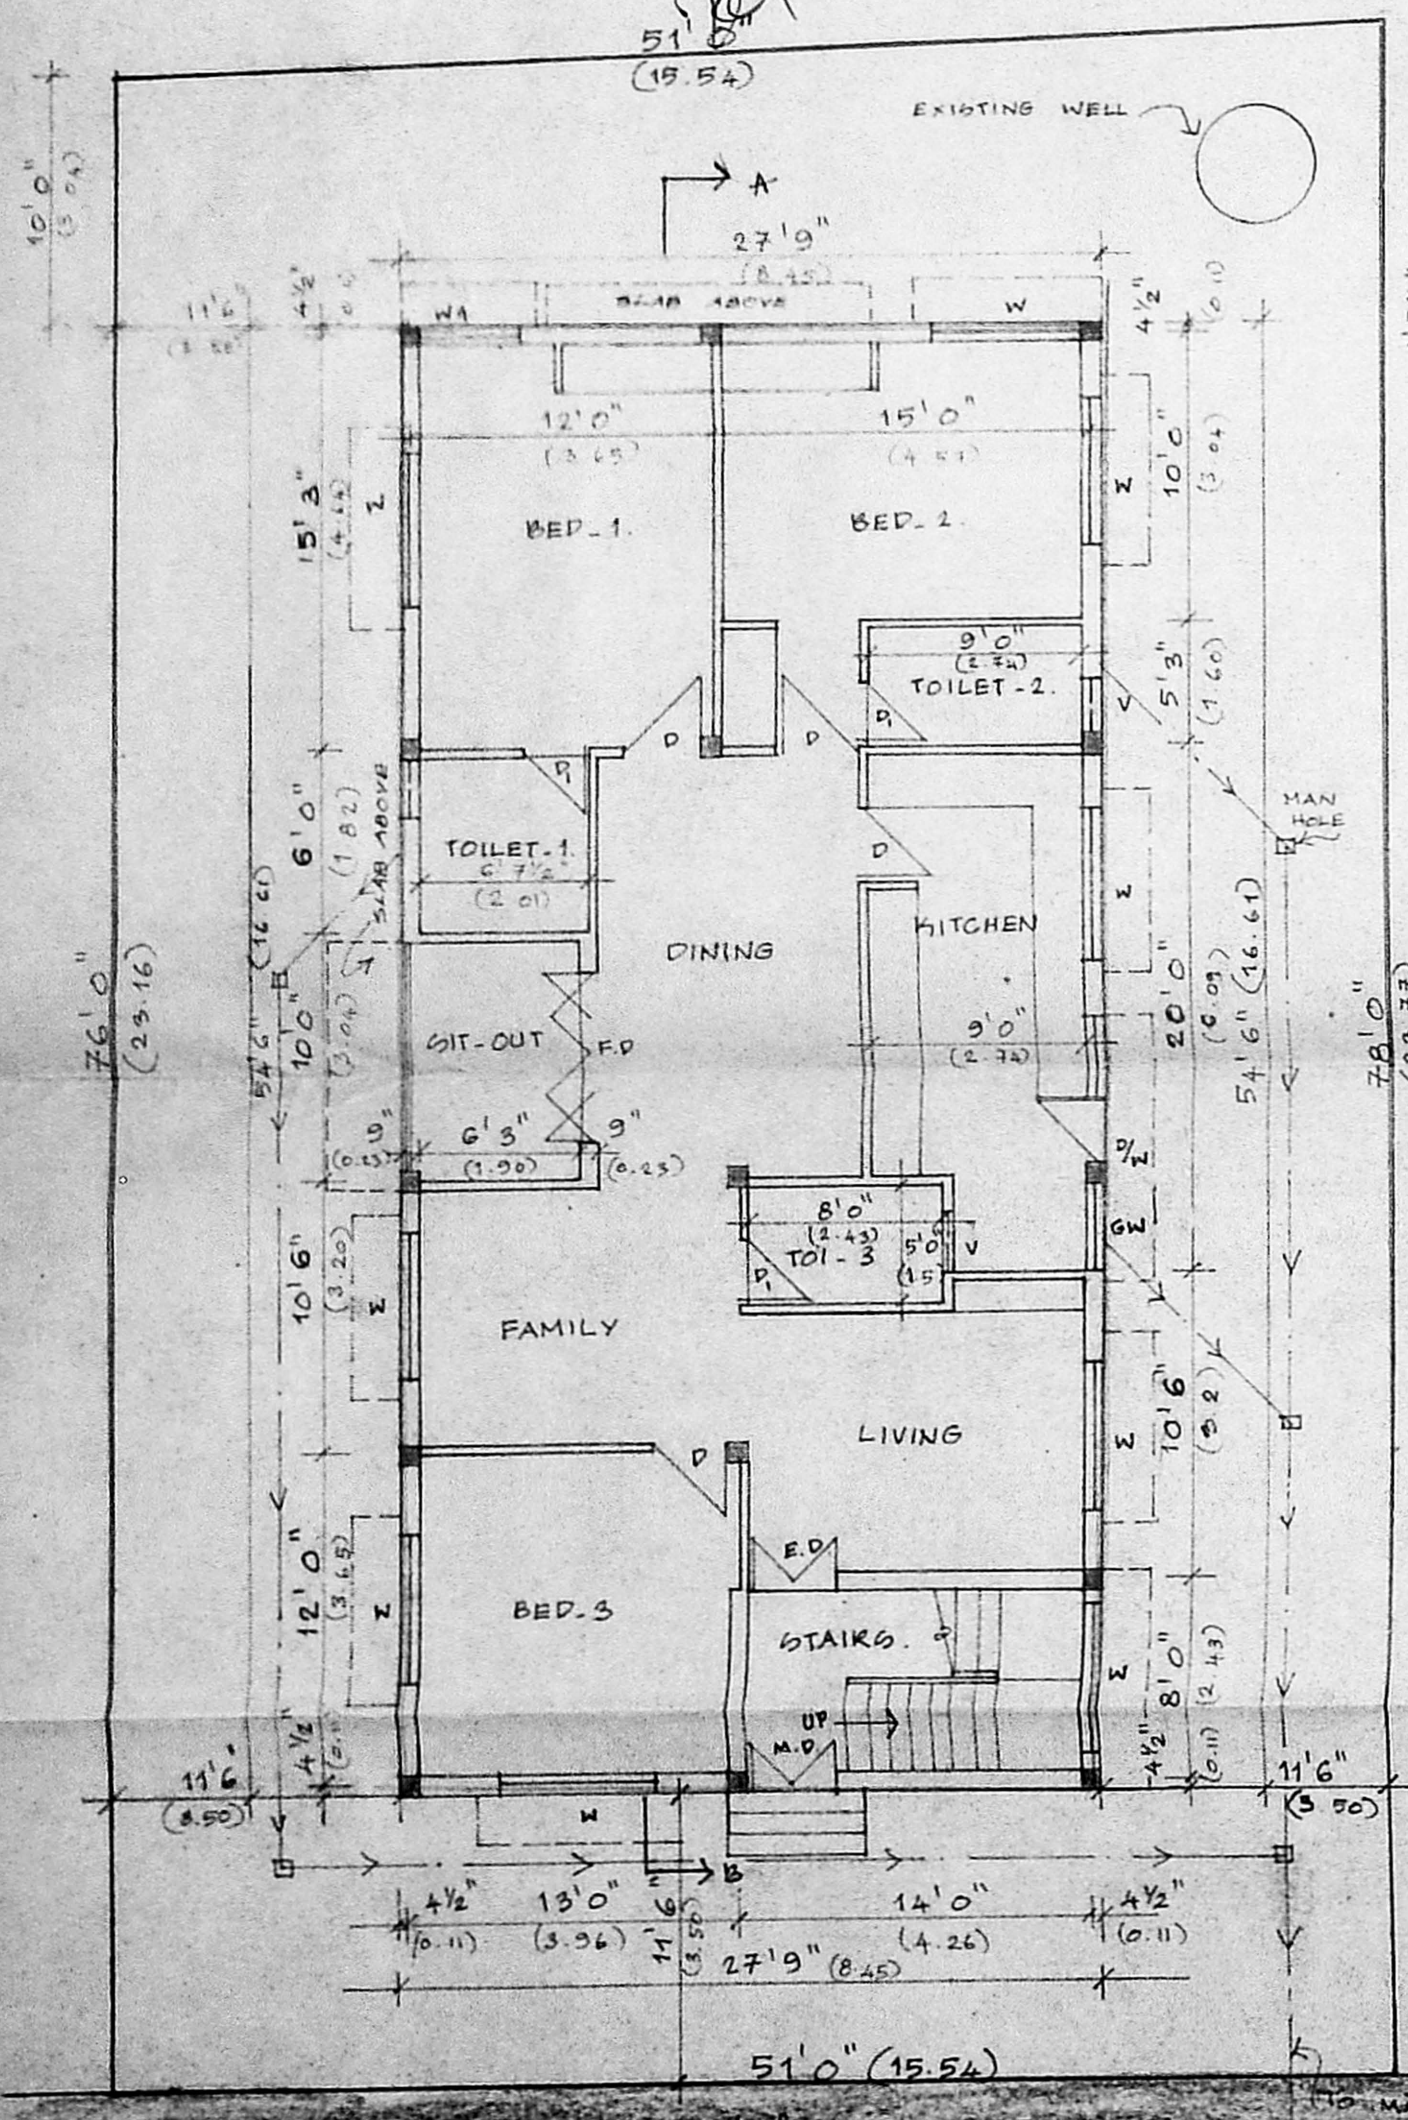 51'0"
(15.54)
EXISTING WELL
A
10'0"
(3.04)
27'9"
(8.45)
11'6"
4½"
WA
SLAB ABOVE
W
4½"
(0.11)
12'0"
(3.65)
15'0"
(4.57)
10'0"
(3.04)
W
15'3"
(4.64)
W
BED-1.
BED-2.
9'0"
(2.74)
TOILET-2.
5'3"
(1.60)
V
D
D
D1
D1
MAN
HOLE
6'0"
(1.82)
SLAB ABOVE
TOILET-1.
6'7½"
(2.01)
D
W
KITCHEN
DINING
76'0"
(23.16)
54'6" (16.61)
10'0"
(3.04)
SIT-OUT
F.D
9'0"
(2.74)
20'0"
(6.09)
54'6" (16.61)
78'0"
9"
(0.23)
6'3"
(1.90)
9"
(0.23)
D/W
8'0"
(2.43)
TOI-3
5'0"
(1.5)
V
GW
D1
10'6"
(3.20)
W
FAMILY
LIVING
W
10'6"
(3.2)
D
E.D
12'0"
(3.65)
W
BED-3
STAIRS.
W
8'0"
(2.43)
UP
M.D
4½"
4½"
(0.11)
11'6"
(3.50)
11'6"
(3.50)
W
B
4½"
(0.11)
13'0"
(3.96)
11'6"
(3.50)
14'0"
(4.26)
4½"
(0.11)
27'9" (8.45)
51'0" (15.54)
TO